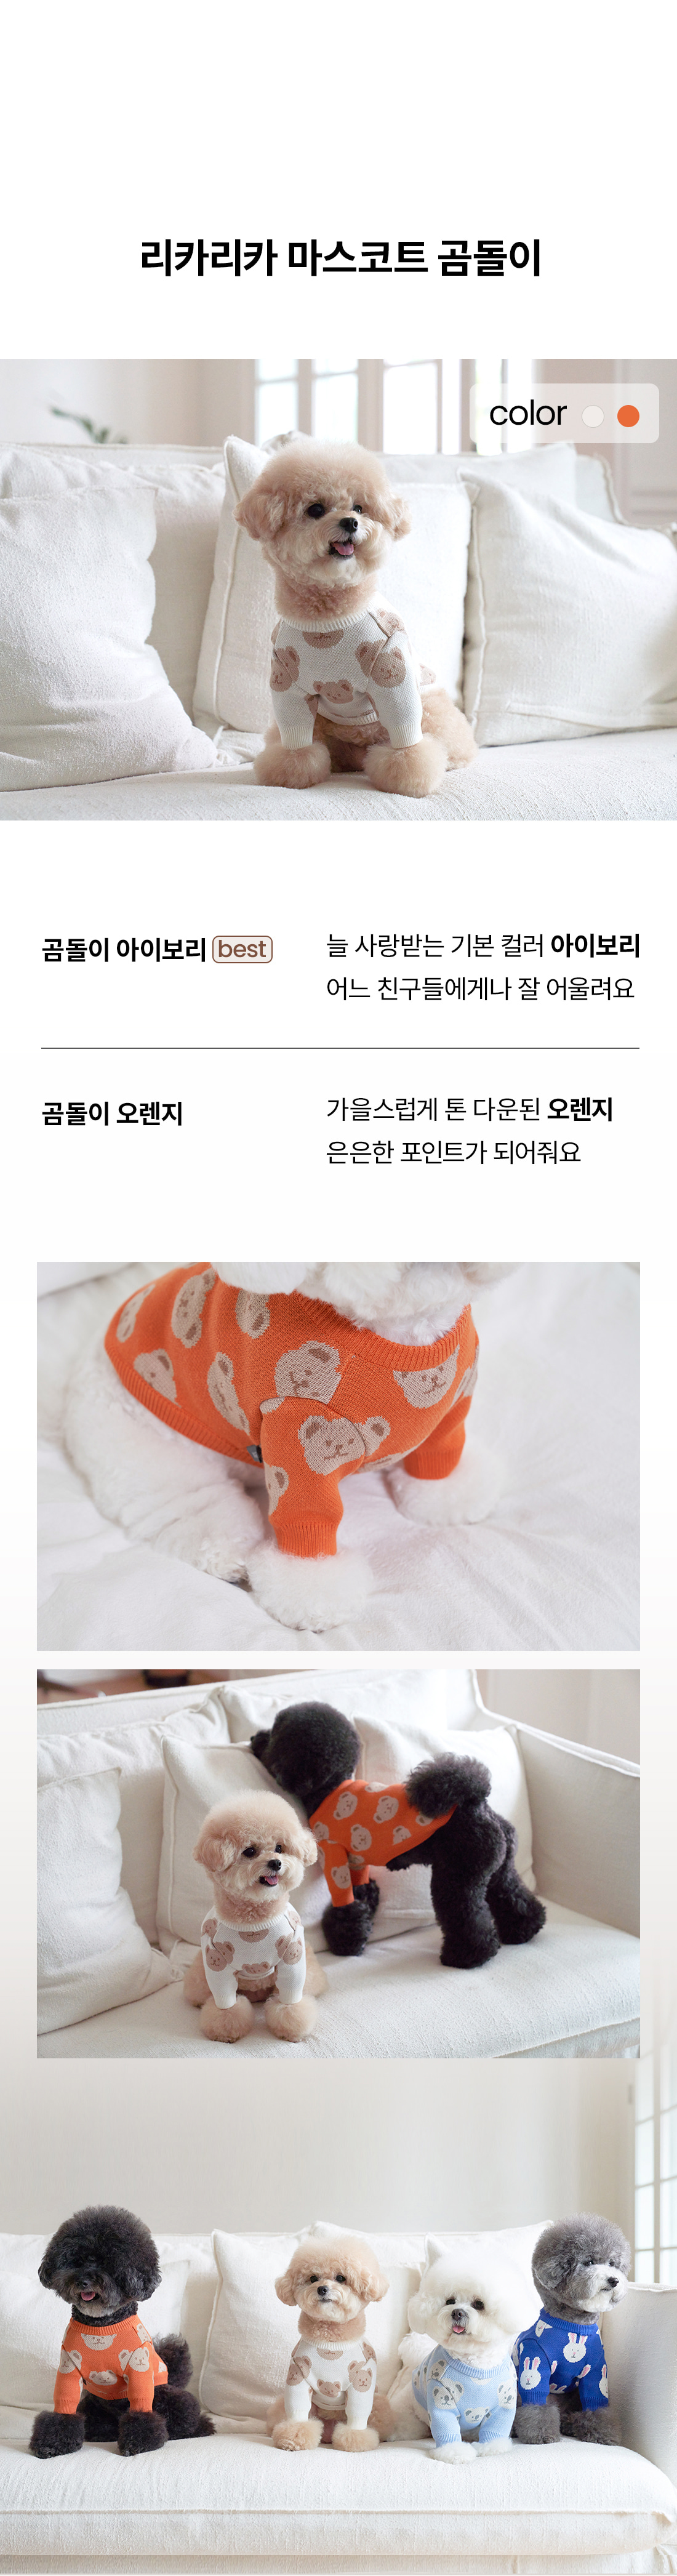 리카리카 마스코트 곰돌이
color
곰돌이 아이보리 best
늘 사랑받는 기본 컬러 아이보리
어느 친구들에게나 잘 어울려요
곰돌이 오렌지
가을스럽게 톤 다운된 오렌지
은은한 포인트가 되어줘요